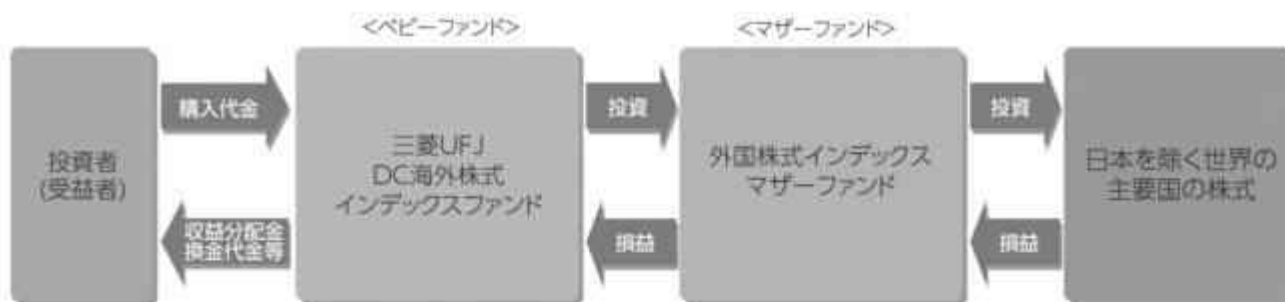 <ベビーファンド>
<マザーファンド>
投資者
(受益者)
購入代金
収益分配金
換金代金等
三菱UFJ
DC海外株式
インデックスファンド
投資
損益
外国株式インデックス
マザーファンド
投資
損益
日本を除く世界の
主要国の株式